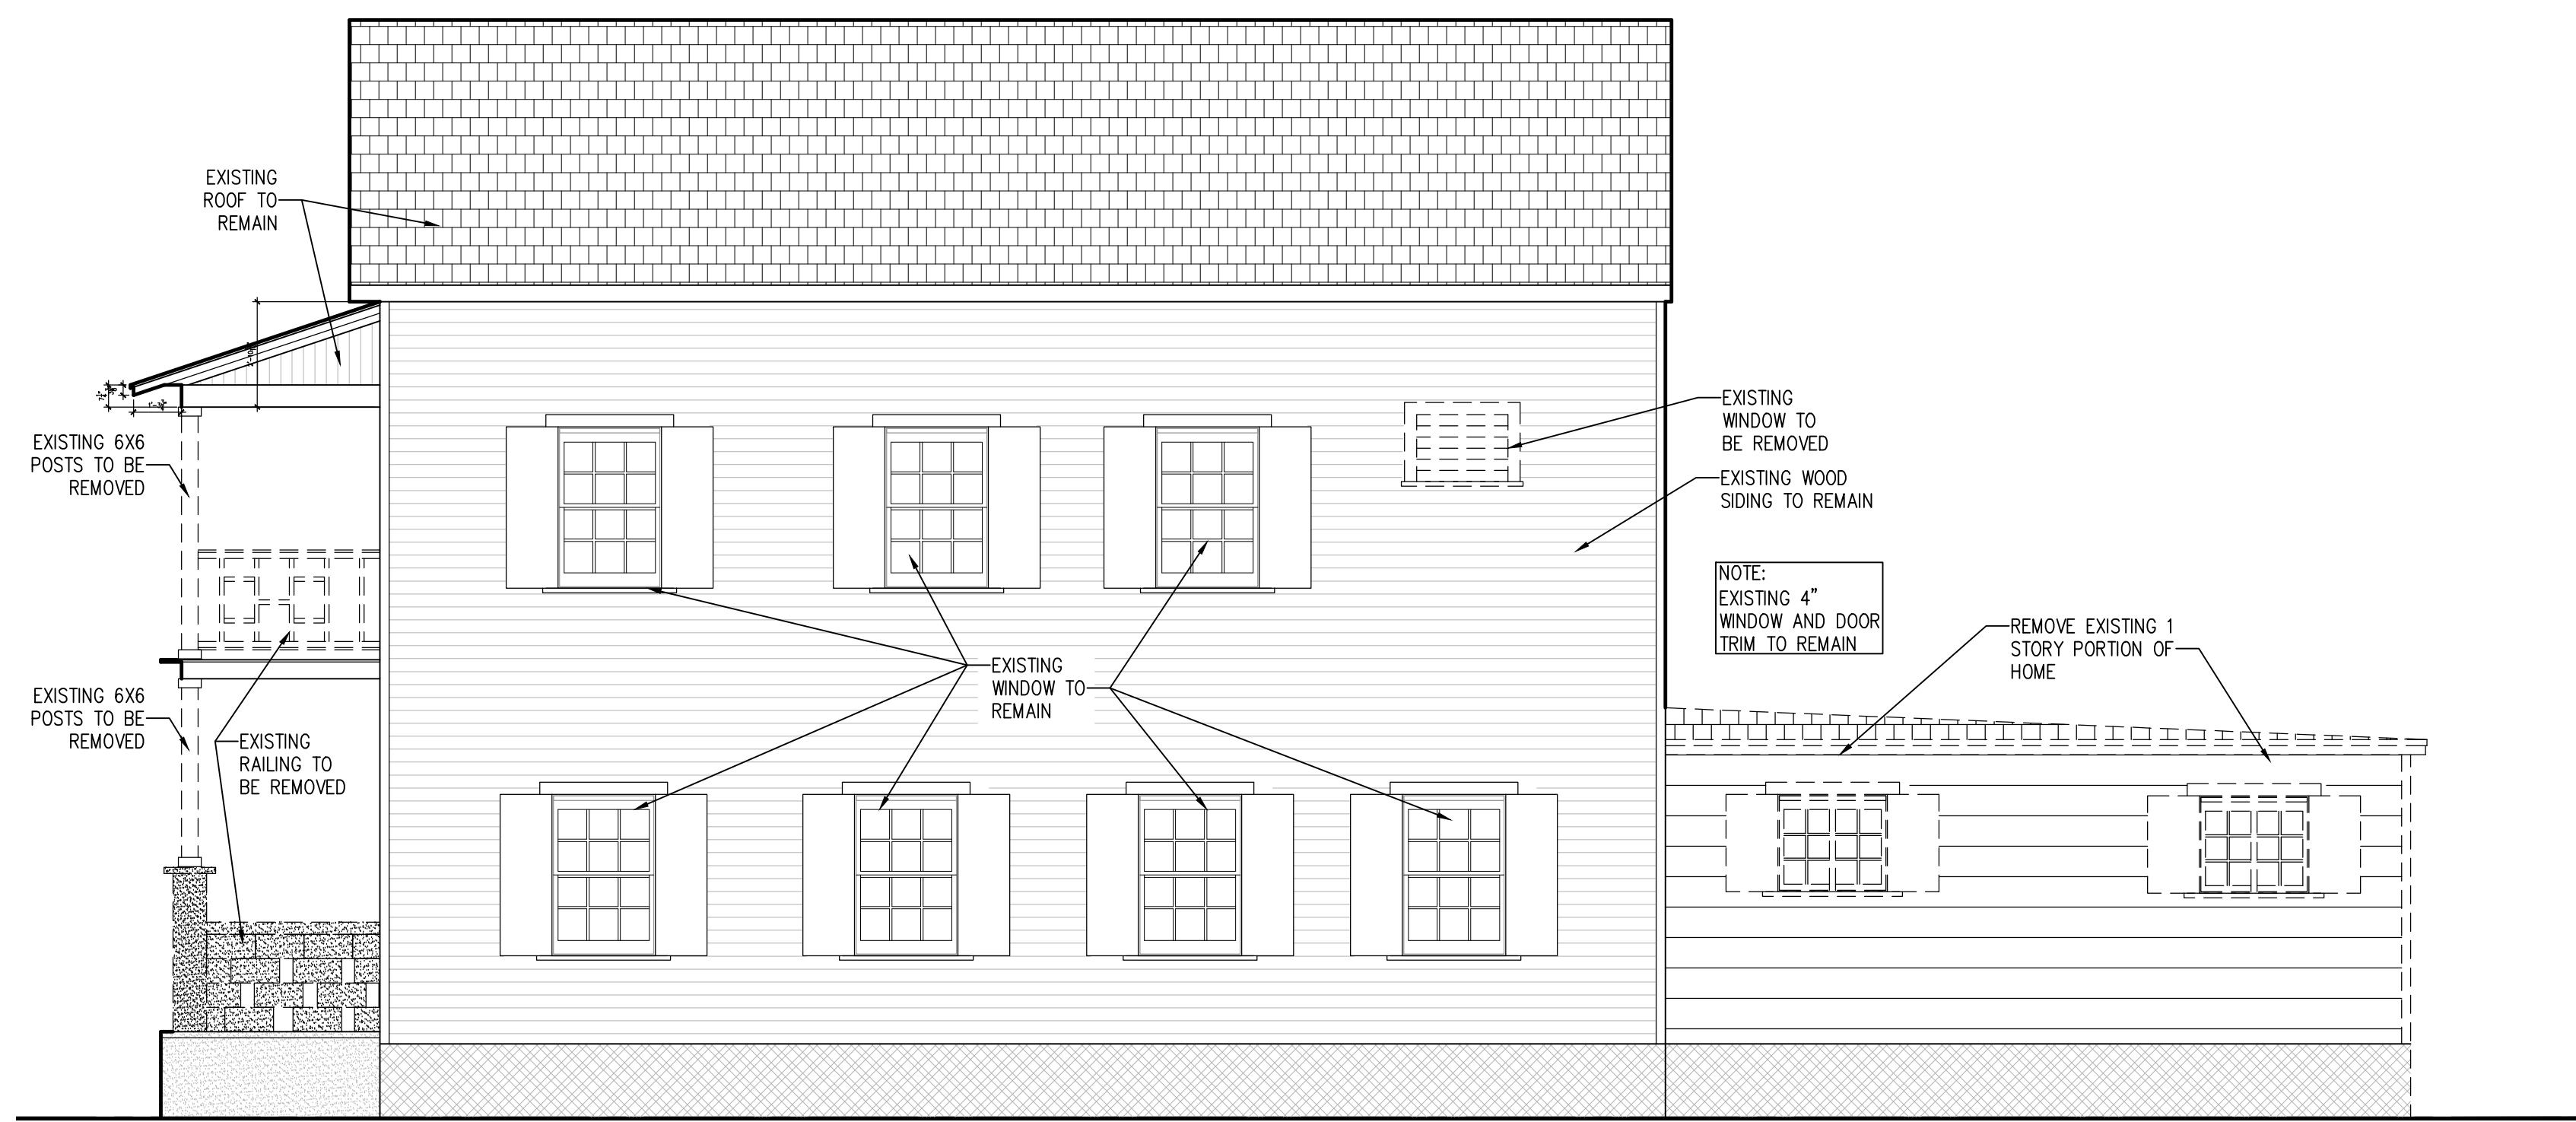 EXISTING
ROOF TO
REMAIN
EXISTING 6X6
POSTS TO BE
REMOVED
EXISTING 6X6
POSTS TO BE
REMOVED
EXISTING
RAILING TO
BE REMOVED
EXISTING
WINDOW TO
REMAIN
EXISTING
WINDOW TO
BE REMOVED
EXISTING WOOD
SIDING TO REMAIN
NOTE:
EXISTING 4"
WINDOW AND DOOR
TRIM TO REMAIN
REMOVE EXISTING 1
STORY PORTION OF
HOME